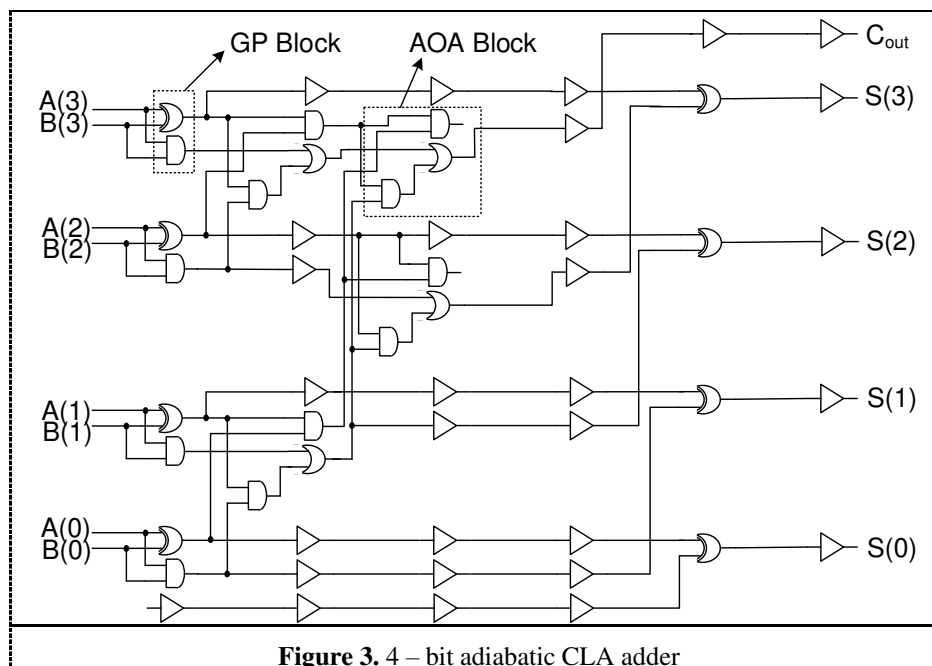 GP Block
AOA Block
C_out
A(3)
B(3)
S(3)
A(2)
B(2)
S(2)
A(1)
B(1)
S(1)
A(0)
B(0)
S(0)
Figure 3. 4 – bit adiabatic CLA adder